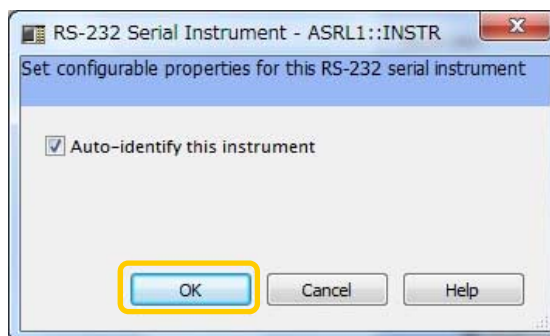 RS-232 Serial Instrument - ASRL1::INSTR
Set configurable properties for this RS-232 serial instrument
Auto-identify this instrument
OK Cancel Help